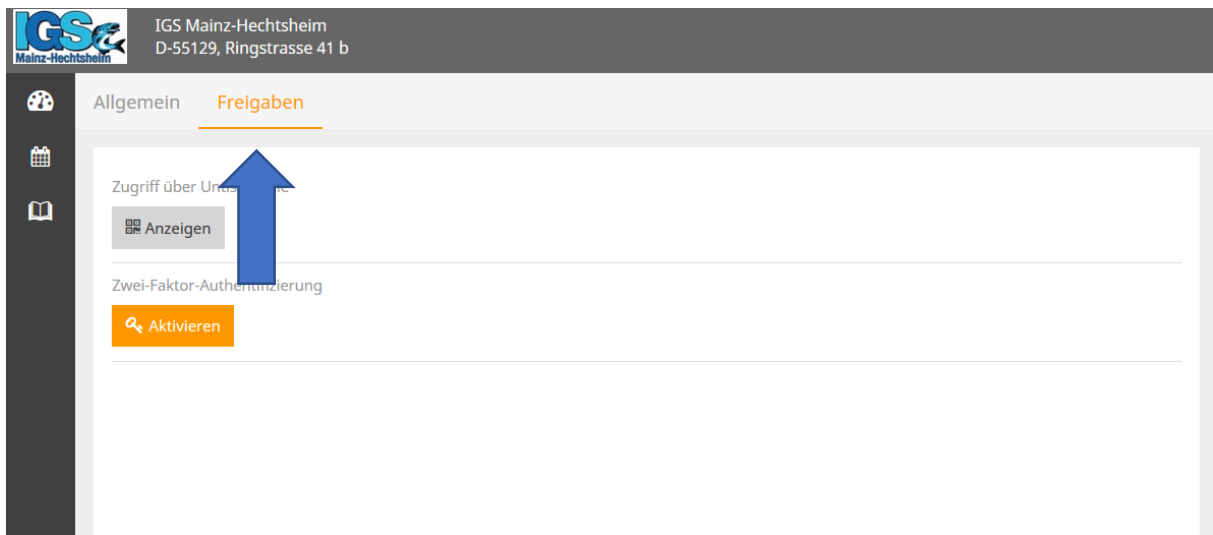 IGS
Mainz-Hechtsheim
IGS Mainz-Hechtsheim
D-55129, Ringstrasse 41 b
Allgemein Freigaben
Zugriff über
Anzeigen
Zwei-Faktor-Authentifizierung
Aktivieren